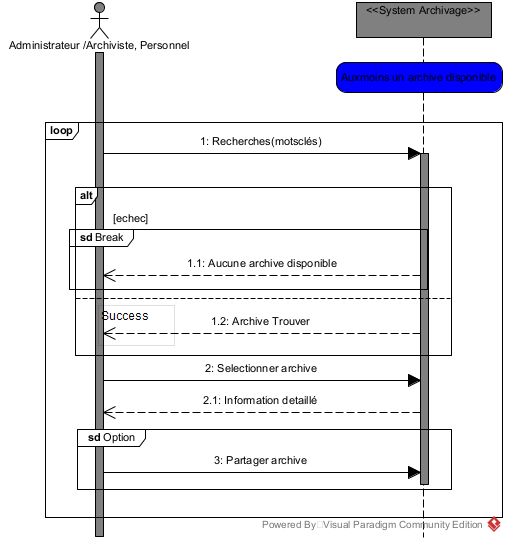 <<System Archivage>>
Administrateur /Archiviste, Personnel
Auxmoins un archive disponible
loop
1: Recherches(motsclés)
alt
[echec]
sd Break
1.1: Aucune archive disponible
Success
1.2: Archive Trouver
2: Selectionner archive
2.1: Information detaillé
sd Option
3: Partager archive
Powered By Visual Paradigm Community Edition